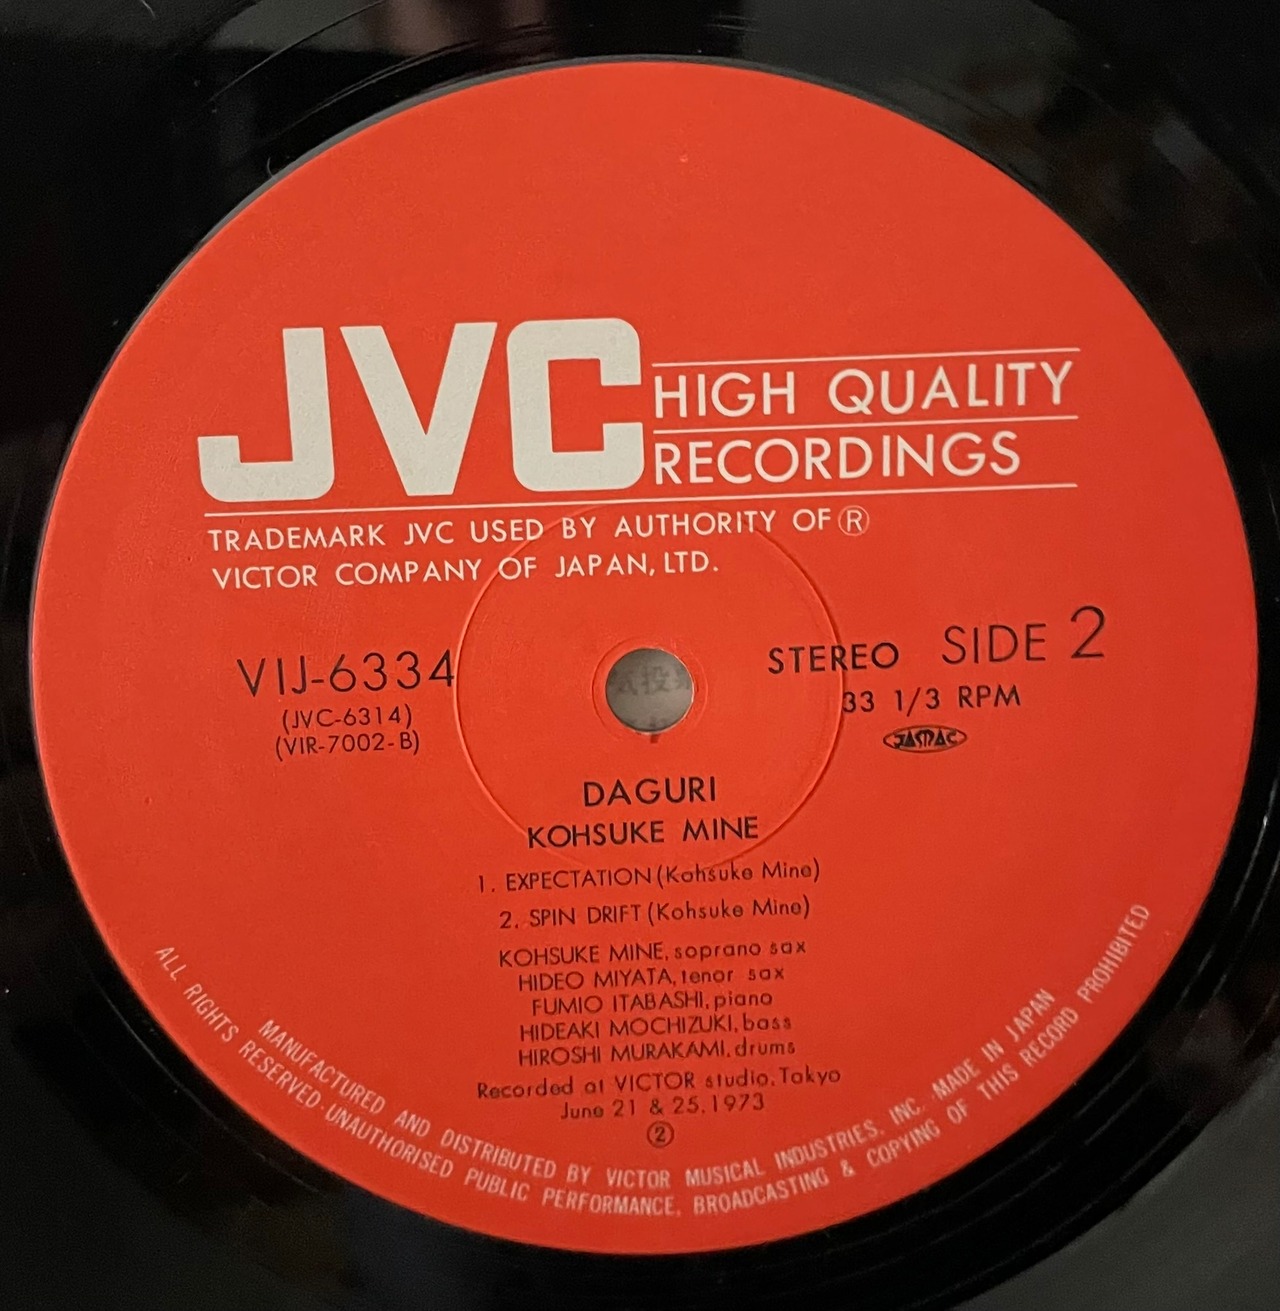 JVC
HIGH QUALITY
RECORDINGS
TRADEMARK JVC USED BY AUTHORITY OF ®
VICTOR COMPANY OF JAPAN, LTD.
VIJ-6334
(JVC-6314)
(VIR-7002-B)
STEREO SIDE 2
33 1/3 RPM
JASRAC
DAGURI
KOHSUKE MINE
1. EXPECTATION (Kohsuke Mine)
2. SPIN DRIFT (Kohsuke Mine)
KOHSUKE MINE, soprano sax
HIDEO MIYATA, tenor sax
FUMIO ITABASHI, piano
HIDEAKI MOCHIZUKI, bass
HIROSHI MURAKAMI, drums
Recorded at VICTOR studio, Tokyo
June 21 & 25, 1973
②
MANUFACTURED AND DISTRIBUTED BY VICTOR MUSICAL INDUSTRIES, INC. MADE IN JAPAN
ALL RIGHTS RESERVED·UNAUTHORISED PUBLIC PERFORMANCE, BROADCASTING & COPYING OF THIS RECORD PROHIBITED